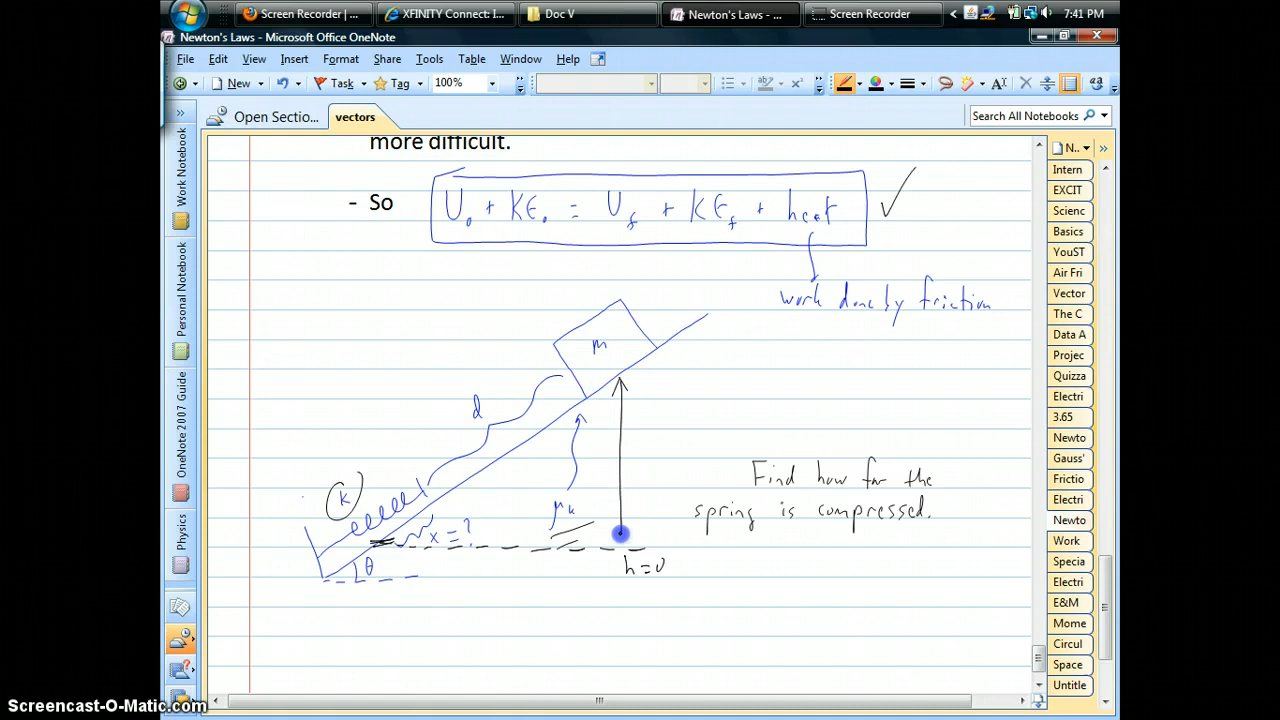 Screen Recorder | ...
XFINITY Connect: I...
Doc V
Newton's Laws - ...
Screen Recorder
7:41 PM
Newton's Laws - Microsoft Office OneNote
File Edit View Insert Format Share Tools Table Window Help
New Task Tag 100%
Open Sectio... vectors
Search All Notebooks
N..
Work Notebook
Personal Notebook
OneNote 2007 Guide
Physics
more difficult.
- So U₀ + KE₀ = U_f + KE_f + heat ✓
work done by friction
m
d
k
x = ?
θ
μk
h=0
Find how far the
spring is compressed.
Intern
EXCIT
Scienc
Basics
YouST
Air Fri
Vector
The C
Data A
Projec
Quizza
Electri
3.65
Newto
Gauss'
Frictio
Electri
Newto
Work
Specia
Electri
E&M
Mome
Circul
Space
Untitle
Screencast-O-Matic.com